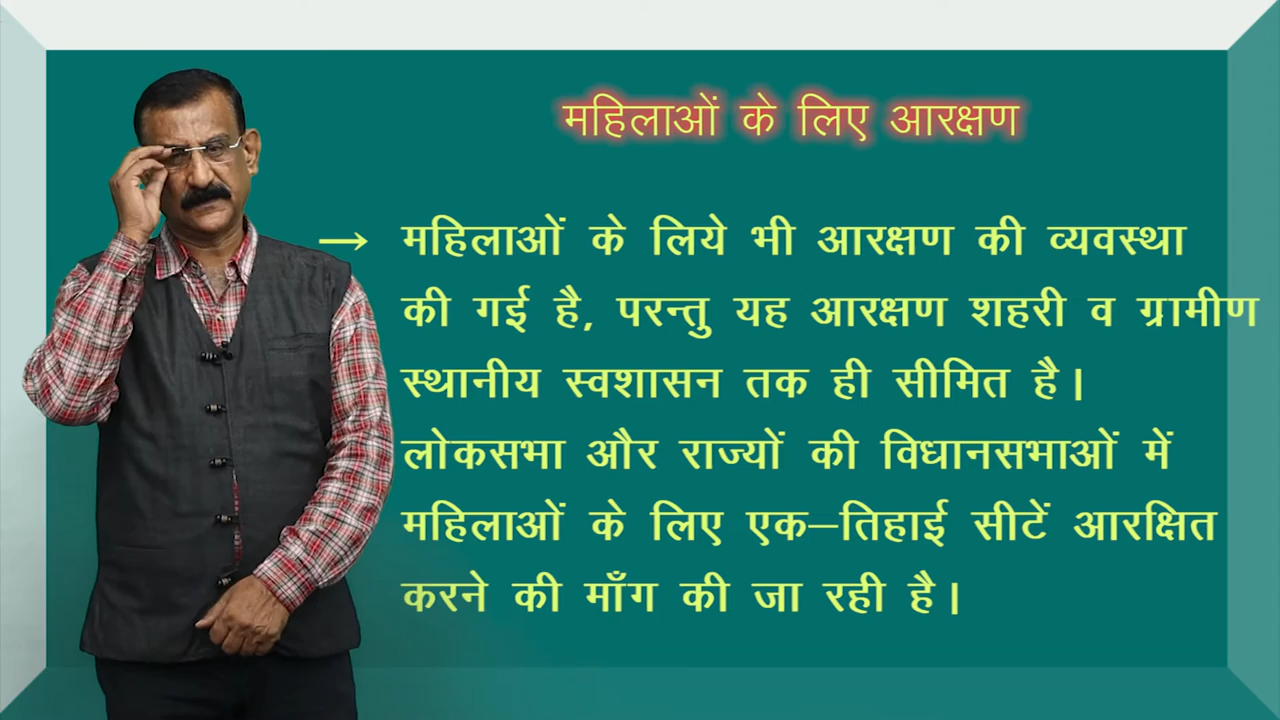 महिलाओं के लिए आरक्षण
→ महिलाओं के लिये भी आरक्षण की व्यवस्था
की गई है, परन्तु यह आरक्षण शहरी व ग्रामीण
स्थानीय स्वशासन तक ही सीमित है।
लोकसभा और राज्यों की विधानसभाओं में
महिलाओं के लिए एक–तिहाई सीटें आरक्षित
करने की माँग की जा रही है।